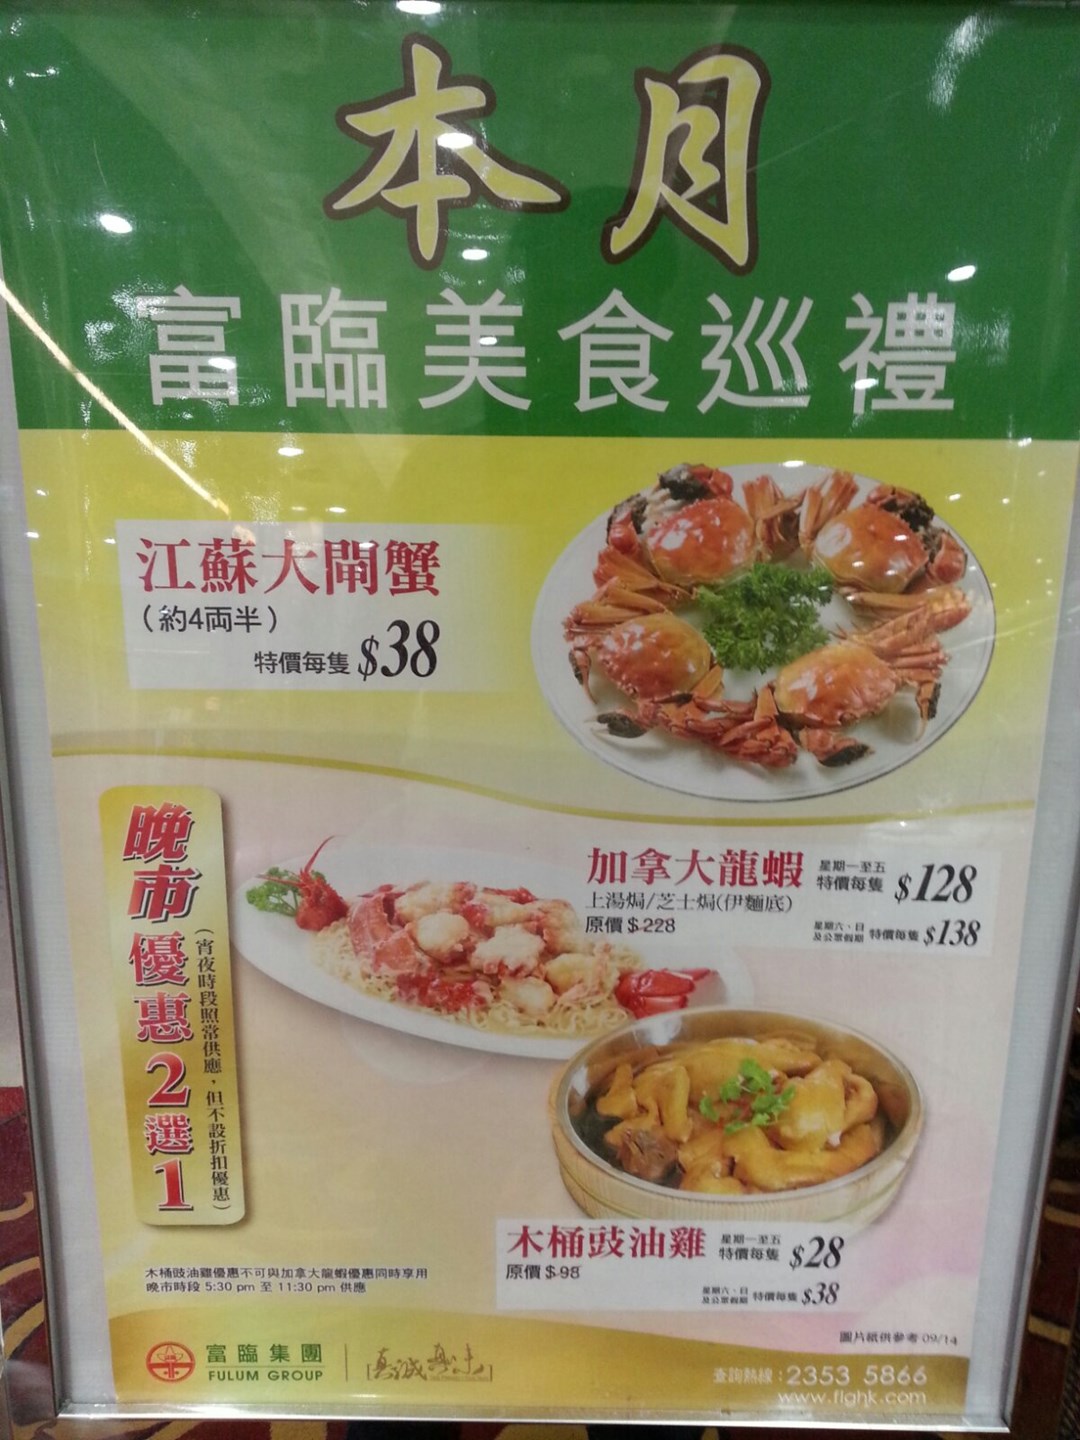 本月
富臨美食巡禮
江蘇大閘蟹
(約4両半)
特價每隻 $38
晚市優惠2選1
(宵夜時段照常供應,但不設折扣優惠)
加拿大龍蝦
上湯焗/芝士焗(伊麵底)
原價 $228
星期一至五
特價每隻 $128
星期六、日
及公眾假期 特價每隻 $138
木桶豉油雞
原價 $98
星期一至五
特價每隻 $28
星期六、日
及公眾假期 特價每隻 $38
木桶豉油雞優惠不可與加拿大龍蝦優惠同時享用
晚市時段 5:30 pm 至 11:30 pm 供應
圖片祇供參考 09/14
富臨集團
FULUM GROUP
真誠真味
查詢熱線:2353 5866
www.flghk.com